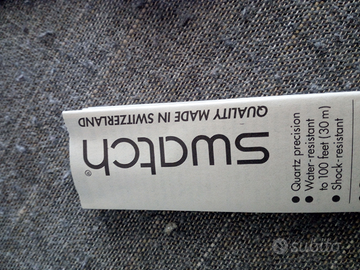 swatch®
QUALITY MADE IN SWITZERLAND
• Quartz precision
• Water-resistant
to 100 feet (30 m)
• Shock-resistant
subito